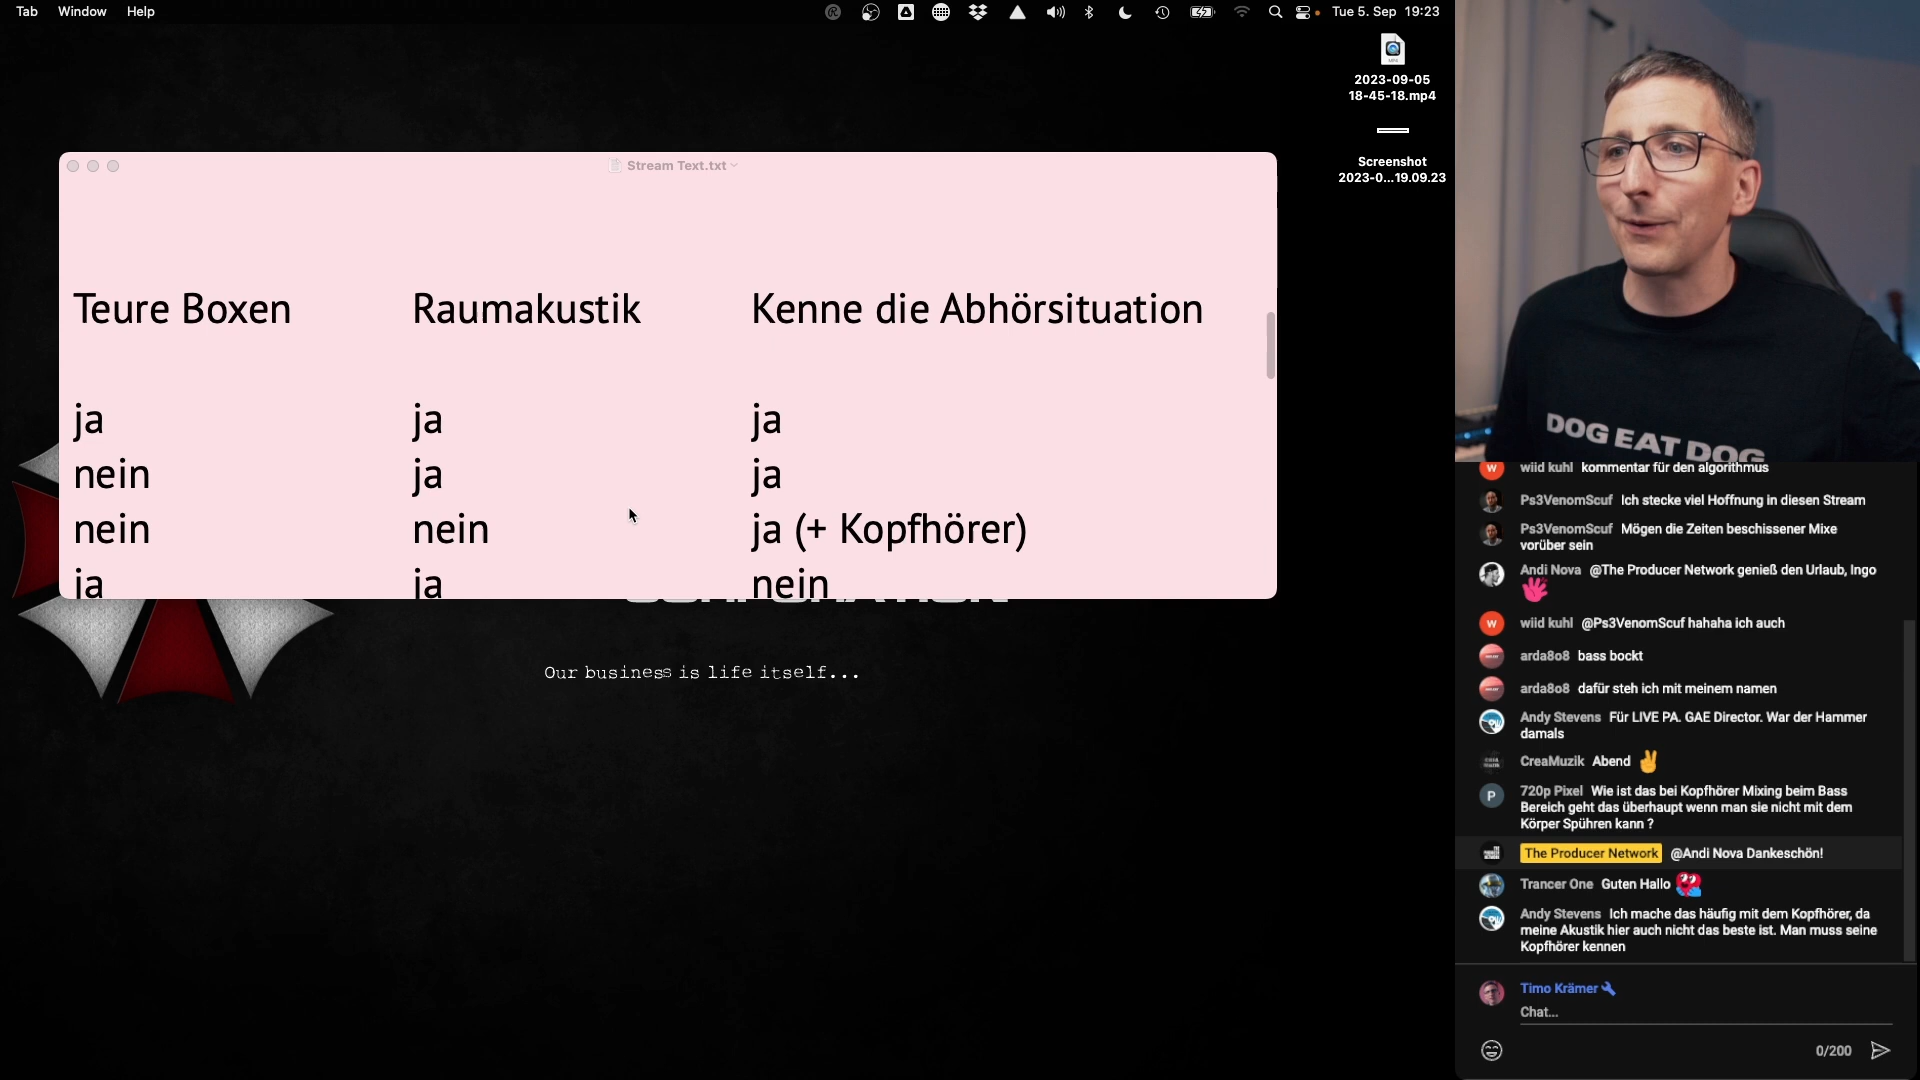 Tab Window Help
Tue 5. Sep 19:23
2023-09-05
18-45-18.mp4
Screenshot
2023-0...19.09.23
Stream Text.txt
Teure Boxen Raumakustik Kenne die Abhörsituation
ja ja ja
nein ja ja
nein nein ja (+ Kopfhörer)
ja ja nein
Our business is life itself...
DOG EAT DOG
wiid kuhl kommentar für den algorithmus
Ps3VenomScuf Ich stecke viel Hoffnung in diesen Stream
Ps3VenomScuf Mögen die Zeiten beschissener Mixe
vorüber sein
Andi Nova @The Producer Network genieß den Urlaub, Ingo
wiid kuhl @Ps3VenomScuf hahaha ich auch
arda8o8 bass bockt
arda8o8 dafür steh ich mit meinem namen
Andy Stevens Für LIVE PA. GAE Director. War der Hammer
damals
CreaMuzik Abend
720p Pixel Wie ist das bei Kopfhörer Mixing beim Bass
Bereich geht das überhaupt wenn man sie nicht mit dem
Körper Spühren kann ?
The Producer Network @Andi Nova Dankeschön!
Trancer One Guten Hallo
Andy Stevens Ich mache das häufig mit dem Kopfhörer, da
meine Akustik hier auch nicht das beste ist. Man muss seine
Kopfhörer kennen
Timo Krämer
Chat...
0/200